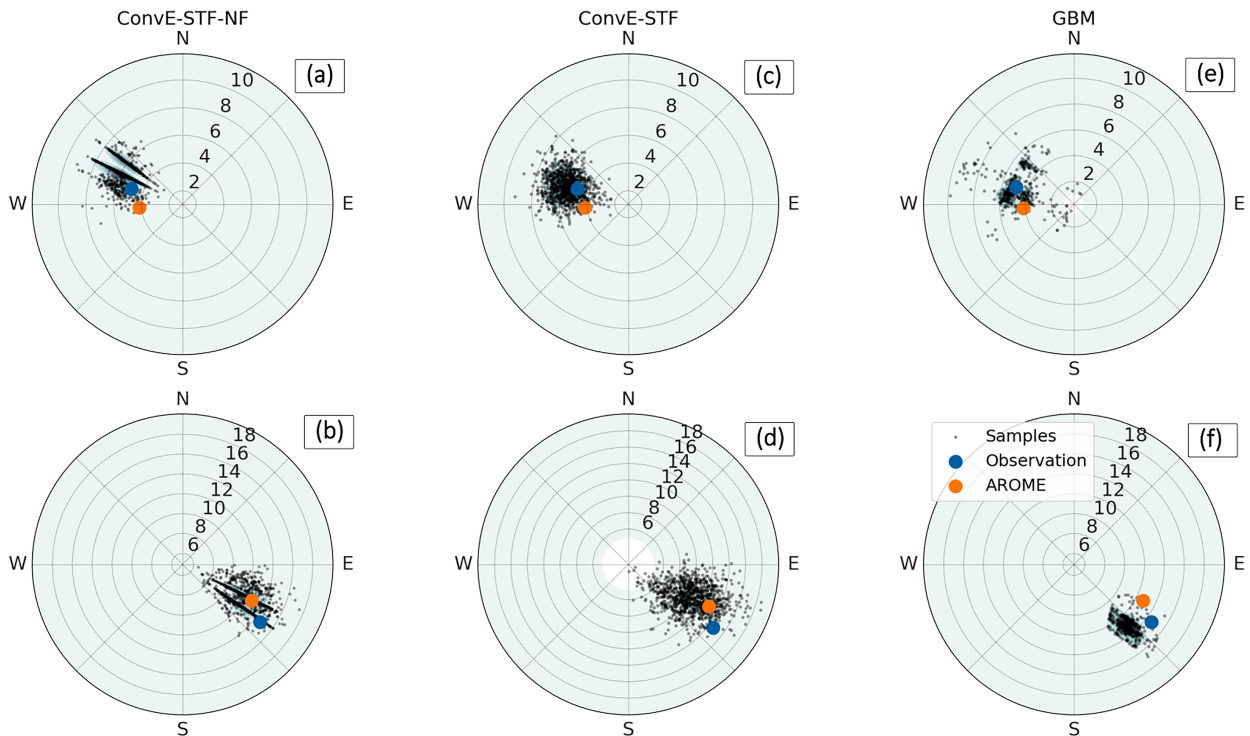 ConvE-STF-NF
N
(a)
10
8
6
4
2
W
E
S
ConvE-STF
N
(c)
10
8
6
4
2
W
E
S
GBM
N
(e)
10
8
6
4
2
W
E
S
N
(b)
18
16
14
12
10
8
6
W
E
S
N
(d)
18
16
14
12
10
8
6
W
E
S
N
(f)
Samples
Observation
AROME
18
16
14
12
10
8
6
W
E
S